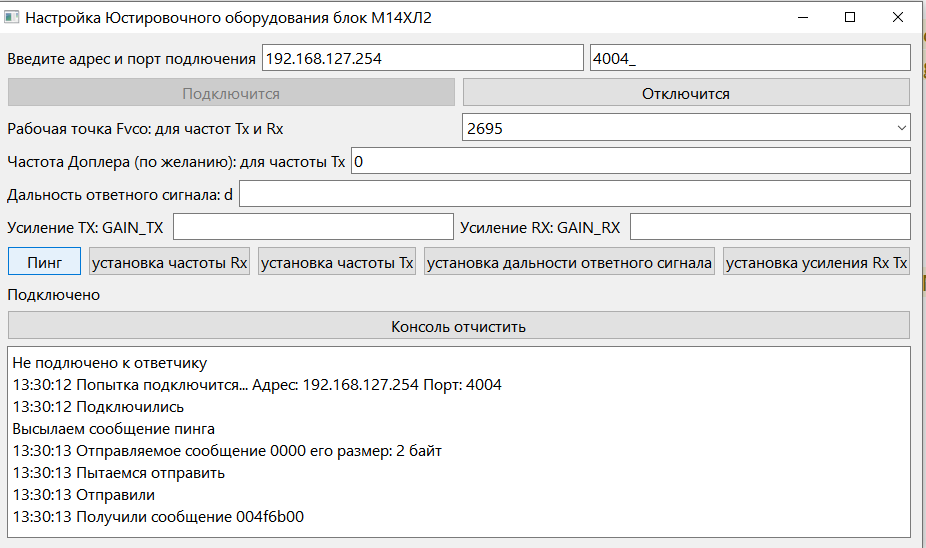 Настройка Юстировочного оборудования блок М14ХЛ2
Введите адрес и порт подлючения 192.168.127.254 4004_
Подключится Отключится
Рабочая точка Fvco: для частот Tx и Rx 2695
Частота Доплера (по желанию): для частоты Tx 0
Дальность ответного сигнала: d
Усиление TX: GAIN_TX Усиление RX: GAIN_RX
Пинг установка частоты Rx установка частоты Tx установка дальности ответного сигнала установка усиления Rx Tx
Подключено
Консоль отчистить
Не подлючено к ответчику
13:30:12 Попытка подключится... Адрес: 192.168.127.254 Порт: 4004
13:30:12 Подключились
Высылаем сообщение пинга
13:30:13 Отправляемое сообщение 0000 его размер: 2 байт
13:30:13 Пытаемся отправить
13:30:13 Отправили
13:30:13 Получили сообщение 004f6b00